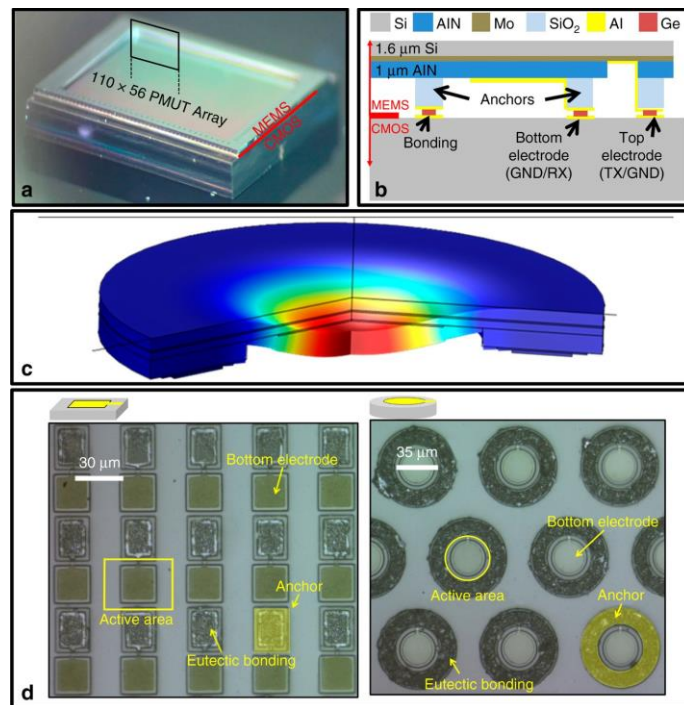 110 × 56 PMUT Array
MEMS
CMOS
a
Si
AlN
Mo
SiO₂
Al
Ge
1.6 µm Si
1 µm AlN
Anchors
MEMS
CMOS
Bonding
Bottom
electrode
(GND/RX)
Top
electrode
(TX/GND)
b
c
30 µm
Bottom electrode
Active area
Anchor
Eutectic bonding
d
35 µm
Bottom electrode
Active area
Anchor
Eutectic bonding